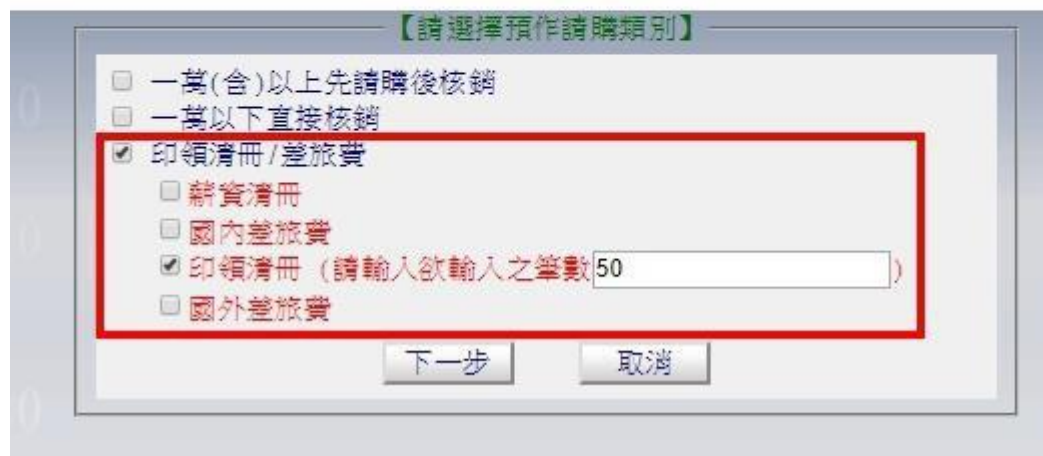 【請選擇預作請購類別】
一萬(含)以上先請購後核銷
一萬以下直接核銷
印領清冊/差旅費
薪資清冊
國內差旅費
印領清冊 (請輸入欲輸入之筆數50)
國外差旅費
下一步 取消